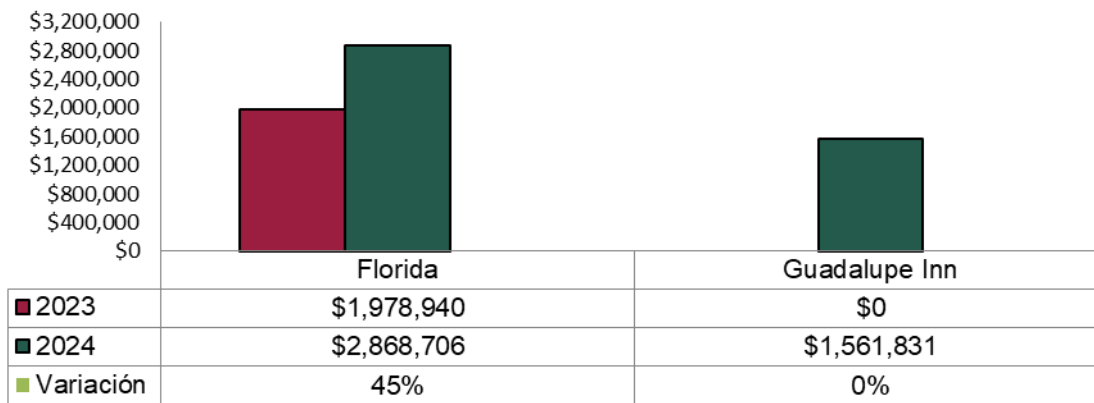 $3,200,000
$2,800,000
$2,400,000
$2,000,000
$1,600,000
$1,200,000
$800,000
$400,000
$0
Florida Guadalupe Inn
2023 $1,978,940 $0
2024 $2,868,706 $1,561,831
Variación 45% 0%